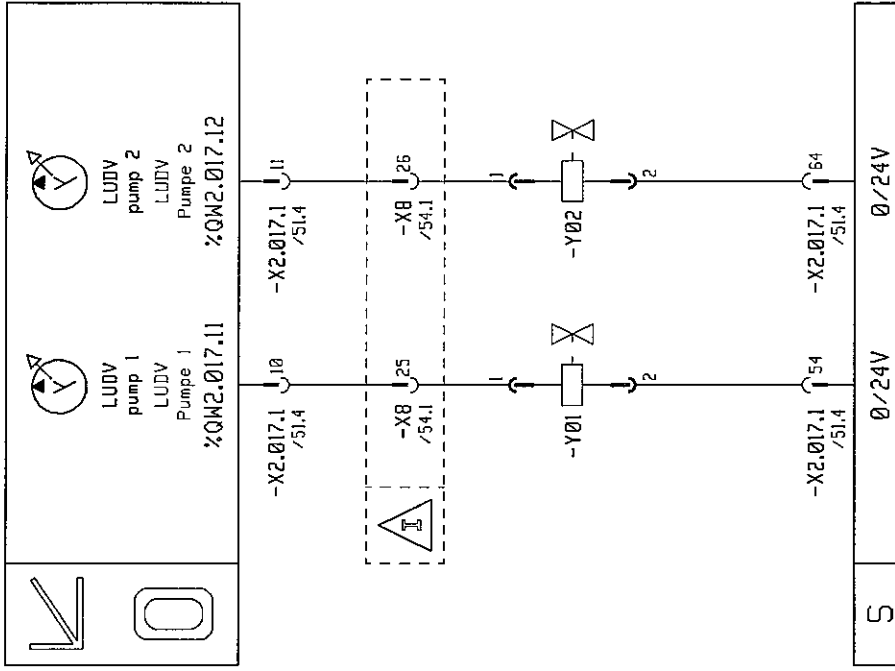 LUDV
pump 1
LUDV
Pumpe 1
%QW2.017.11
LUDV
pump 2
LUDV
Pumpe 2
%QW2.017.12
-X2.017.1
/51.4
10
-X2.017.1
/51.4
11
I
-X8
/54.1
25
-X8
/54.1
26
1
-Y01
2
1
-Y02
2
-X2.017.1
/51.4
54
-X2.017.1
/51.4
64
S
0/24V
0/24V